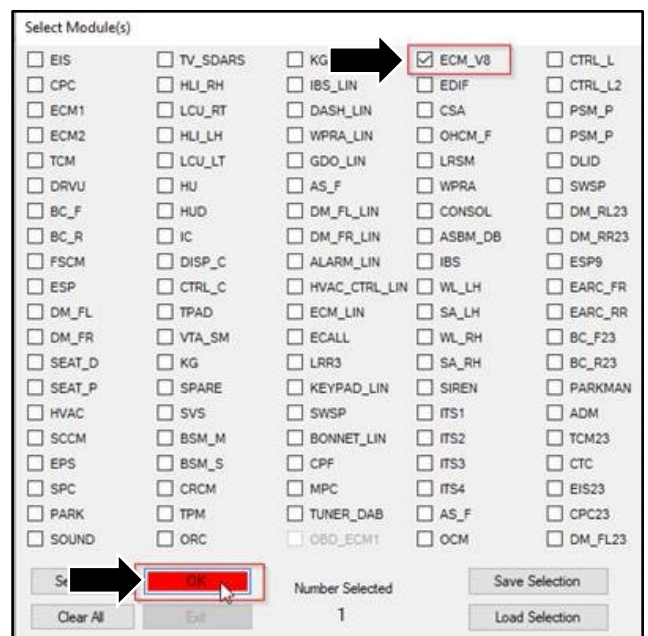 Select Module(s)
EIS TV_SDARS KG ECM_V8 CTRL_L
CPC HLI_RH IBS_LIN EDIF CTRL_L2
ECM1 LCU_RT DASH_LIN CSA PSM_P
ECM2 HLI_LH WPRA_LIN OHCM_F PSM_P
TCM LCU_LT GDO_LIN LRSM DLID
DRVU HU AS_F WPRA SWSP
BC_F HUD DM_FL_LIN CONSOL DM_RL23
BC_R IC DM_FR_LIN ASBM_DB DM_RR23
FSCM DISP_C ALARM_LIN IBS ESP9
ESP CTRL_C HVAC_CTRL_LIN WL_LH EARC_FR
DM_FL TPAD ECM_LIN SA_LH EARC_RR
DM_FR VTA_SM ECALL WL_RH BC_F23
SEAT_D KG LRR3 SA_RH BC_R23
SEAT_P SPARE KEYPAD_LIN SIREN PARKMAN
HVAC SVS SWSP ITS1 ADM
SCCM BSM_M BONNET_LIN ITS2 TCM23
EPS BSM_S CPF ITS3 CTC
SPC CRCM MPC ITS4 EIS23
PARK TPM TUNER_DAB AS_F CPC23
SOUND ORC OBD_ECM1 OCM DM_FL23
OK Number Selected Save Selection
Clear All Exit 1 Load Selection